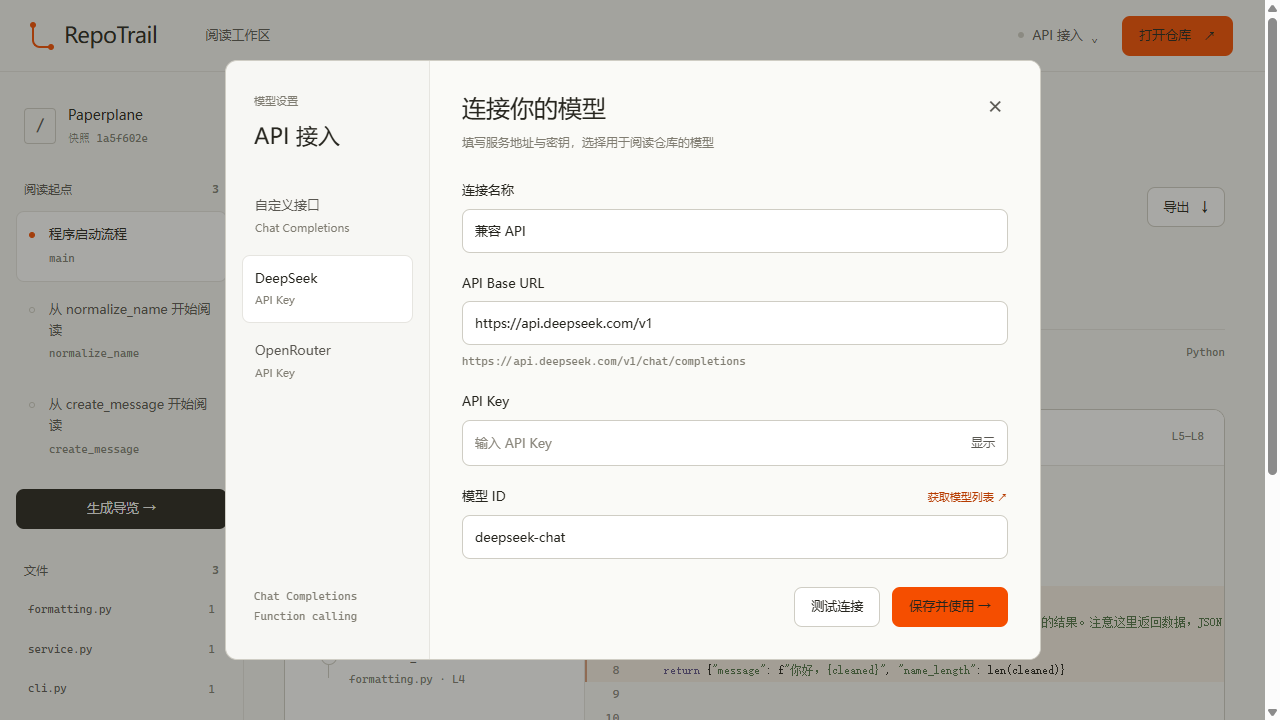 RepoTrail
阅读工作区
API 接入
打开仓库 ↗
/
Paperplane
快照 1a5f602e
阅读起点 3
程序启动流程
main
从 normalize_name 开始阅
读
normalize_name
从 create_message 开始阅
读
create_message
生成导览 →
文件 3
formatting.py 1
service.py 1
cli.py 1
模型设置
API 接入
自定义接口
Chat Completions
DeepSeek
API Key
OpenRouter
API Key
Chat Completions
Function calling
连接你的模型
填写服务地址与密钥，选择用于阅读仓库的模型
连接名称
兼容 API
API Base URL
https://api.deepseek.com/v1
https://api.deepseek.com/v1/chat/completions
API Key
输入 API Key 显示
模型 ID 获取模型列表 ↗
deepseek-chat
测试连接 保存并使用 →
导出 ↓
Python
L5–L8
的结果。注意这里返回数据，JSON
formatting.py · L4
8 return {"message": f"你好，{cleaned}", "name_length": len(cleaned)}
9
10